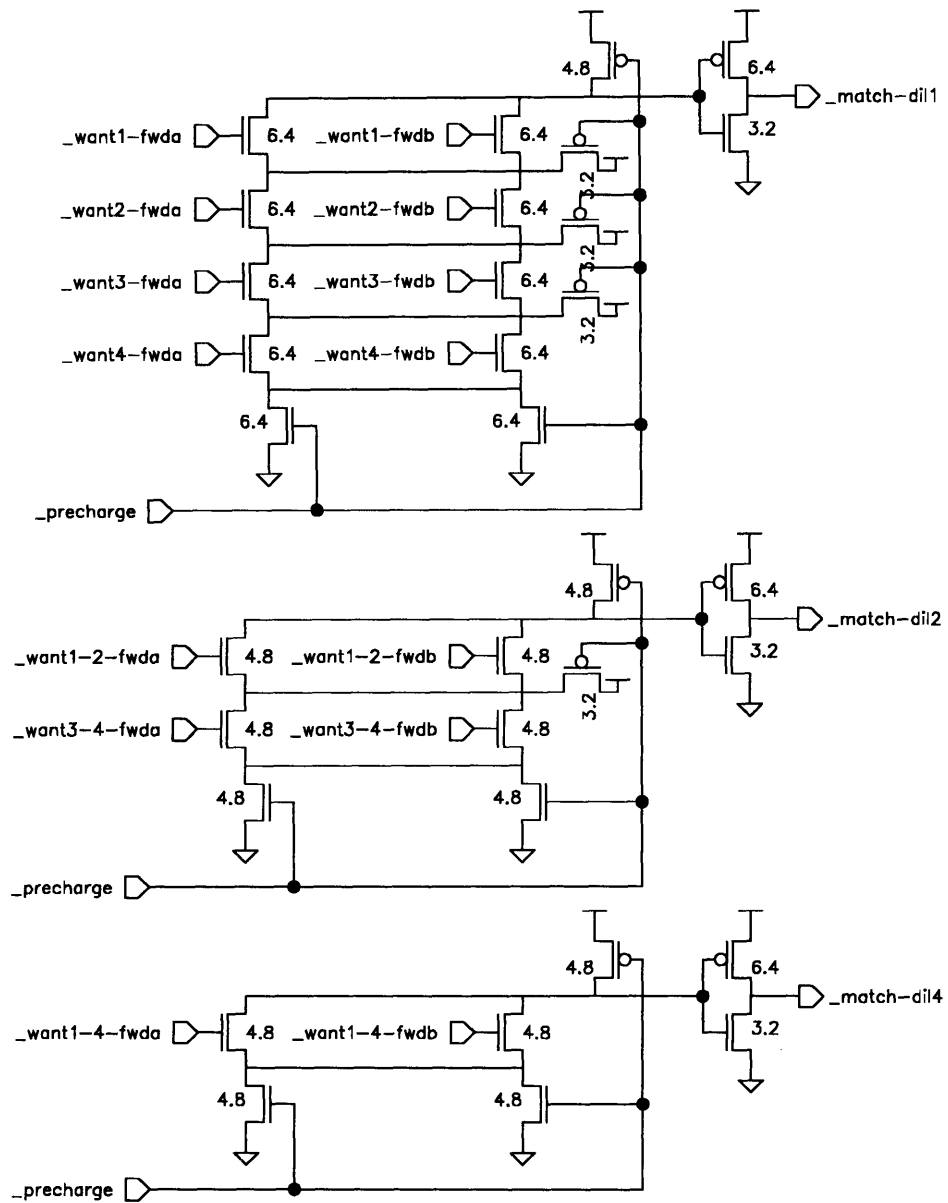 4.8
6.4
_match-dil1
3.2
_want1-fwda
6.4
_want1-fwdb
6.4
3.2
_want2-fwda
6.4
_want2-fwdb
6.4
3.2
_want3-fwda
6.4
_want3-fwdb
6.4
3.2
_want4-fwda
6.4
_want4-fwdb
6.4
6.4
6.4
_precharge
4.8
6.4
_match-dil2
3.2
_want1-2-fwda
4.8
_want1-2-fwdb
4.8
3.2
_want3-4-fwda
4.8
_want3-4-fwdb
4.8
4.8
4.8
_precharge
4.8
6.4
_match-dil4
3.2
_want1-4-fwda
4.8
_want1-4-fwdb
4.8
4.8
4.8
_precharge